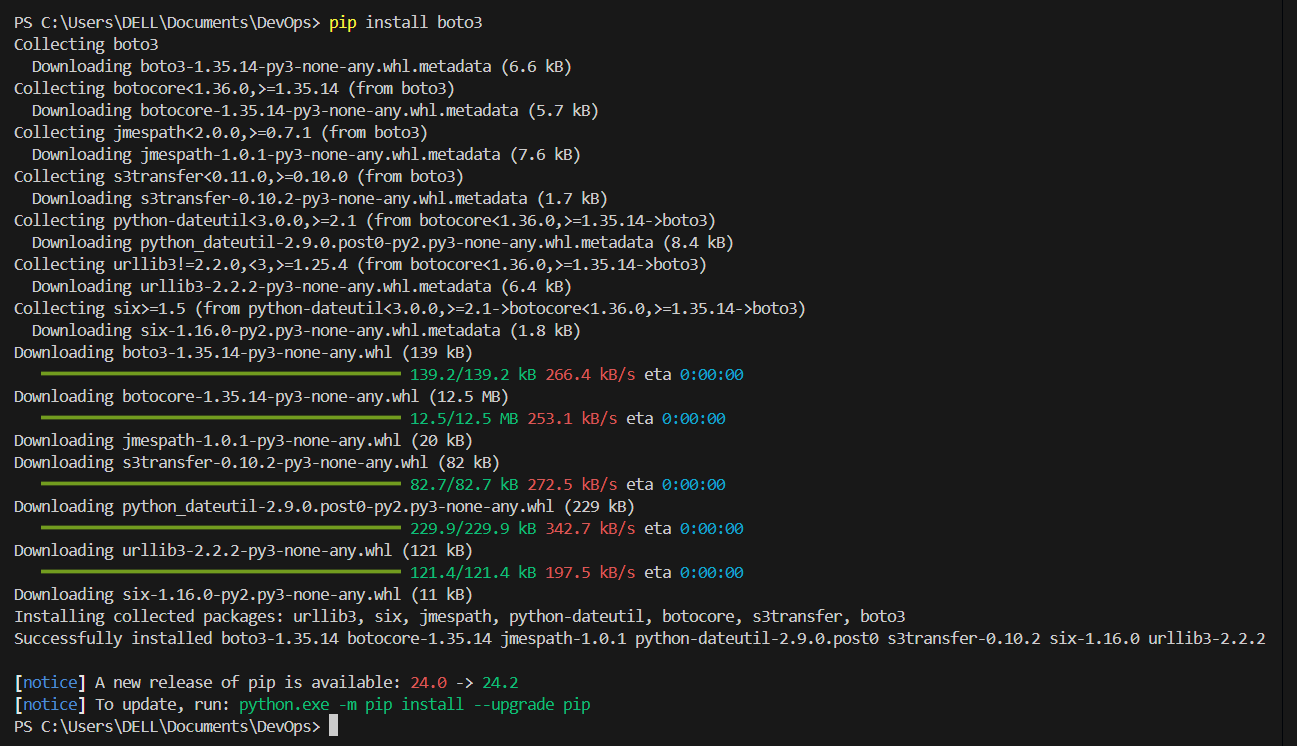 PS C:\Users\DELL\Documents\DevOps> pip install boto3
Collecting boto3
  Downloading boto3-1.35.14-py3-none-any.whl.metadata (6.6 kB)
Collecting botocore<1.36.0,>=1.35.14 (from boto3)
  Downloading botocore-1.35.14-py3-none-any.whl.metadata (5.7 kB)
Collecting jmespath<2.0.0,>=0.7.1 (from boto3)
  Downloading jmespath-1.0.1-py3-none-any.whl.metadata (7.6 kB)
Collecting s3transfer<0.11.0,>=0.10.0 (from boto3)
  Downloading s3transfer-0.10.2-py3-none-any.whl.metadata (1.7 kB)
Collecting python-dateutil<3.0.0,>=2.1 (from botocore<1.36.0,>=1.35.14->boto3)
  Downloading python_dateutil-2.9.0.post0-py2.py3-none-any.whl.metadata (8.4 kB)
Collecting urllib3!=2.2.0,<3,>=1.25.4 (from botocore<1.36.0,>=1.35.14->boto3)
  Downloading urllib3-2.2.2-py3-none-any.whl.metadata (6.4 kB)
Collecting six>=1.5 (from python-dateutil<3.0.0,>=2.1->botocore<1.36.0,>=1.35.14->boto3)
  Downloading six-1.16.0-py2.py3-none-any.whl.metadata (1.8 kB)
Downloading boto3-1.35.14-py3-none-any.whl (139 kB)
139.2/139.2 kB 266.4 kB/s eta 0:00:00
Downloading botocore-1.35.14-py3-none-any.whl (12.5 MB)
12.5/12.5 MB 253.1 kB/s eta 0:00:00
Downloading jmespath-1.0.1-py3-none-any.whl (20 kB)
Downloading s3transfer-0.10.2-py3-none-any.whl (82 kB)
82.7/82.7 kB 272.5 kB/s eta 0:00:00
Downloading python_dateutil-2.9.0.post0-py2.py3-none-any.whl (229 kB)
229.9/229.9 kB 342.7 kB/s eta 0:00:00
Downloading urllib3-2.2.2-py3-none-any.whl (121 kB)
121.4/121.4 kB 197.5 kB/s eta 0:00:00
Downloading six-1.16.0-py2.py3-none-any.whl (11 kB)
Installing collected packages: urllib3, six, jmespath, python-dateutil, botocore, s3transfer, boto3
Successfully installed boto3-1.35.14 botocore-1.35.14 jmespath-1.0.1 python-dateutil-2.9.0.post0 s3transfer-0.10.2 six-1.16.0 urllib3-2.2.2
[notice] A new release of pip is available: 24.0 -> 24.2
[notice] To update, run: python.exe -m pip install --upgrade pip
PS C:\Users\DELL\Documents\DevOps>